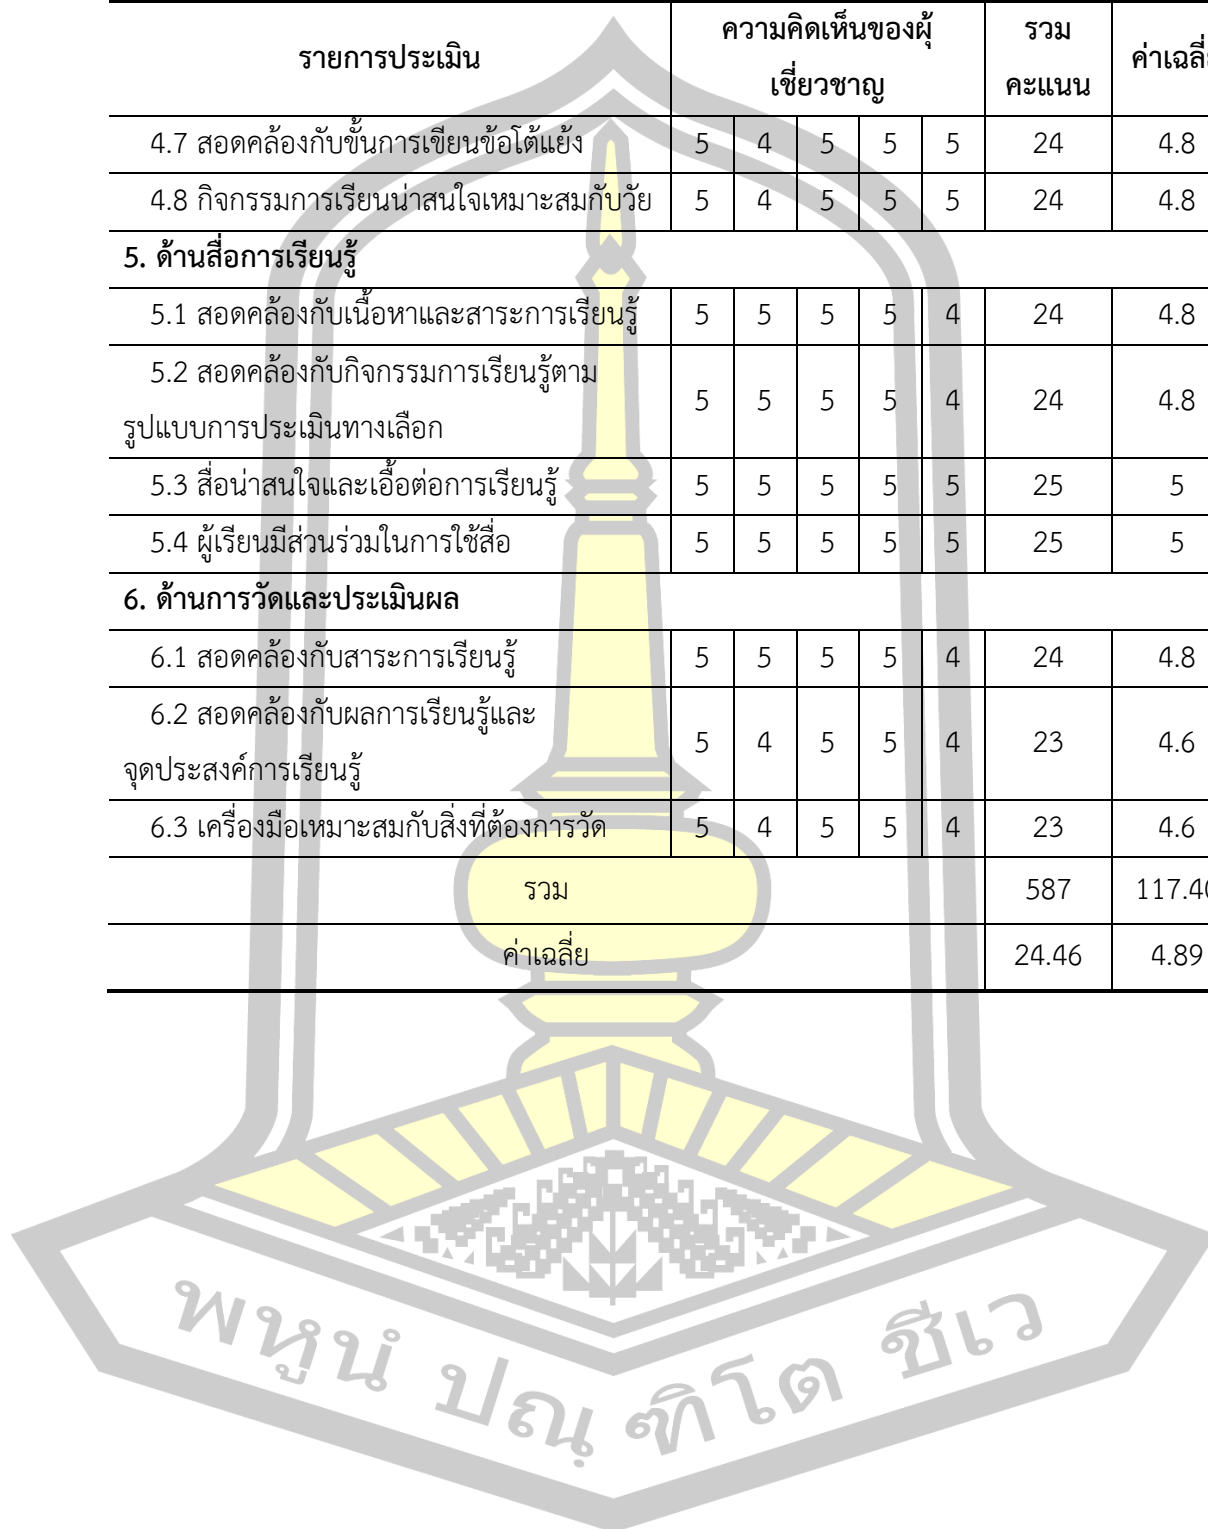 รายการประเมิน ความคิดเห็นของผุ้ รวม
เชี่ยวชาญ คะแนน
4.7 สอดคล้องกับขั้นการเขียนข้อโต้แย้ง 5 4 5 5 5 24 4.8
4.8 กิจกรรมการเรียนน่าสนใจเหมาะสมกับวัย 5 4 5 5 5 24 4.8
5. ด้านสื่อการเรียนรู้
5.1 สอดคล้องกับเนื้อหาและสาระการเรียนรู้ 5 5 5 5 4 24 4.8
5.2 สอดคล้องกับกิจกรรมการเรียนรู้ตาม
รูปแบบการประเมินทางเลือก 5 5 5 5 4 24 4.8
5.3 สื่อน่าสนใจและเอื้อต่อการเรียนรู้ 5 5 5 5 5 25 5
5.4 ผู้เรียนมีส่วนร่วมในการใช้สื่อ 5 5 5 5 5 25 5
6. ด้านการวัดและประเมินผล
6.1 สอดคล้องกับสาระการเรียนรู้ 5 5 5 5 4 24 4.8
6.2 สอดคล้องกับผลการเรียนรู้และ
จุดประสงค์การเรียนรู้ 5 4 5 5 4 23 4.6
6.3 เครื่องมือเหมาะสมกับสิ่งที่ต้องการวัด 5 4 5 5 4 23 4.6
รวม 587 117.40
ค่าเฉลี่ย 24.46 4.89
พหูนํ ปณฺฑิโต ชีเว